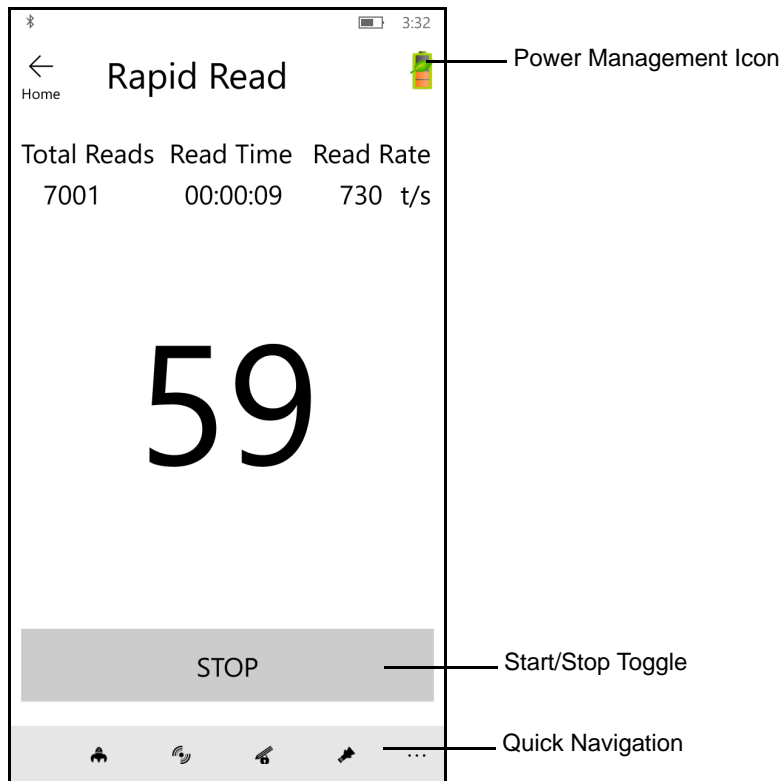 3:32
Home
Rapid Read
Power Management Icon
Total Reads Read Time Read Rate
7001 00:00:09 730 t/s
59
STOP
Start/Stop Toggle
Quick Navigation
...